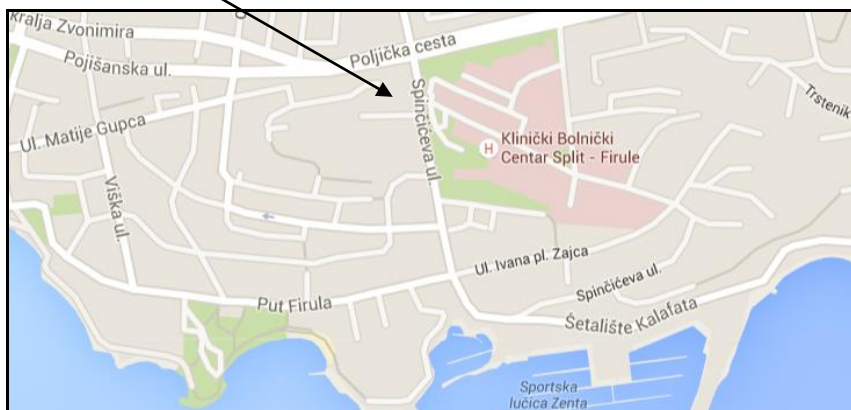 kralja Zvonimira
Pojišanska ul.
Poljička cesta
Ul. Matije Gupca
Spinčićeva ul.
Trstenik
H
Klinički Bolnički
Centar Split - Firule
Viška ul.
Ul. Ivana pl. Zajca
Spinčićeva ul.
Put Firula
Šetalište Kalafata
Sportska
lučica Zenta